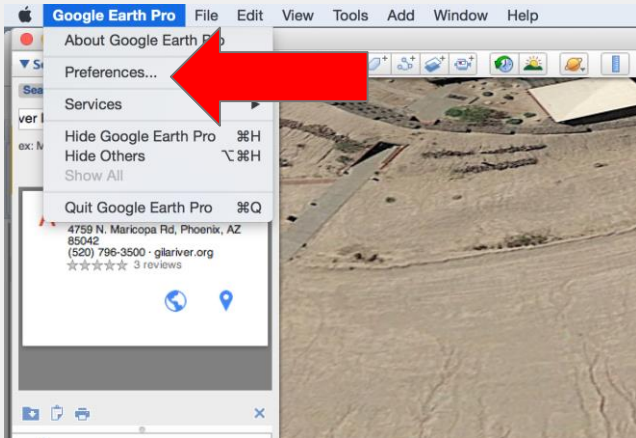 Google Earth Pro File Edit View Tools Add Window Help
About Google Earth Pro
Preferences...
Services
Hide Google Earth Pro ⌘H
Hide Others ⌥⌘H
Show All
Quit Google Earth Pro ⌘Q
ver
ex:
A
4759 N. Maricopa Rd, Phoenix, AZ
85042
(520) 796-3500 · gilariver.org
3 reviews